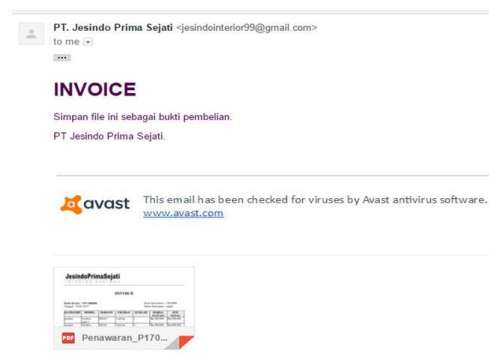 PT. Jesindo Prima Sejati <jesindointerior99@gmail.com>
to me
INVOICE
Simpan file ini sebagai bukti pembelian.
PT Jesindo Prima Sejati.
avast
This email has been checked for viruses by Avast antivirus software.
www.avast.com
JesindoPrimaSejati
INVOICE
PDF
Penawaran_P170...